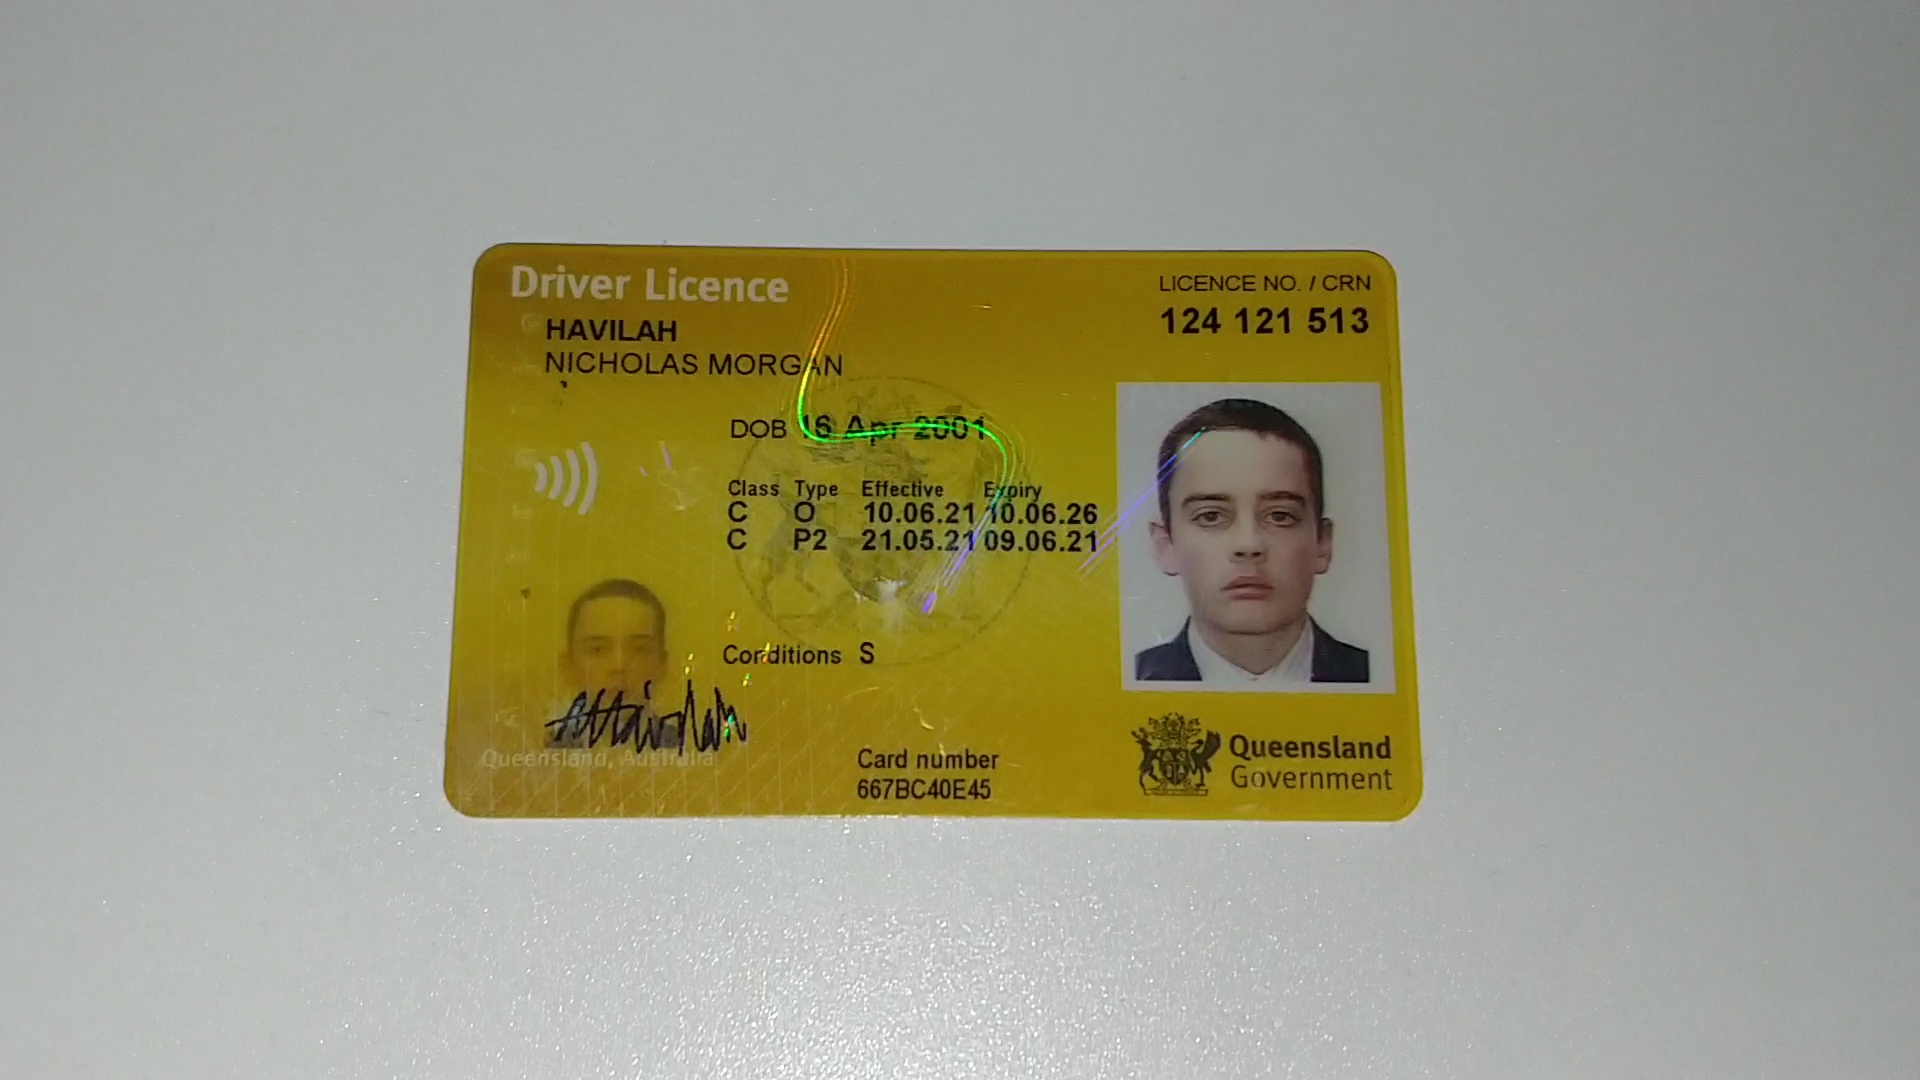 Driver Licence
LICENCE NO. / CRN
124 121 513
HAVILAH
NICHOLAS MORGAN
DOB 16 Apr 2001
Class Type Effective Expiry
C O 10.06.21 10.06.26
C P2 21.05.21 09.06.21
Conditions S
Queensland, Australia
Card number
667BC40E45
Queensland
Government